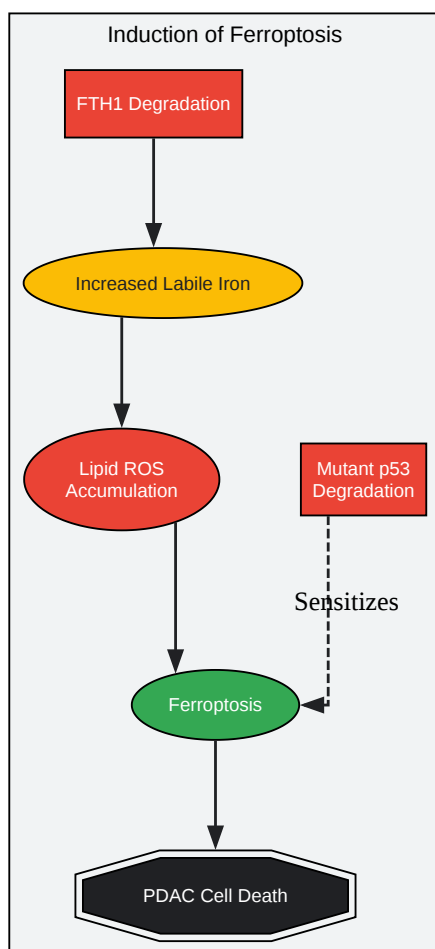 Induction of Ferroptosis
FTH1 Degradation
Increased Labile Iron
Lipid ROS
Accumulation
Mutant p53
Degradation
Sensitizes
Ferroptosis
PDAC Cell Death